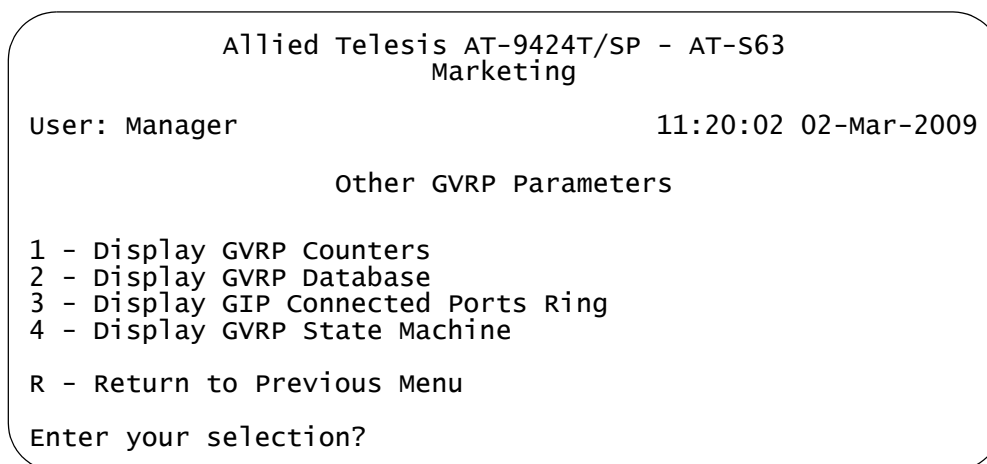 Allied Telesis AT-9424T/SP - AT-S63
Marketing
User: Manager 11:20:02 02-Mar-2009
Other GVRP Parameters
1 - Display GVRP Counters
2 - Display GVRP Database
3 - Display GIP Connected Ports Ring
4 - Display GVRP State Machine
R - Return to Previous Menu
Enter your selection?